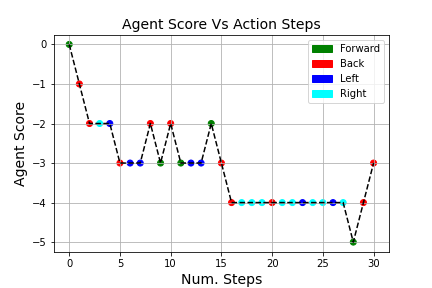 Agent Score Vs Action Steps
Agent Score
0
−1
−2
−3
−4
−5
Forward
Back
Left
Right
0 5 10 15 20 25 30
Num. Steps